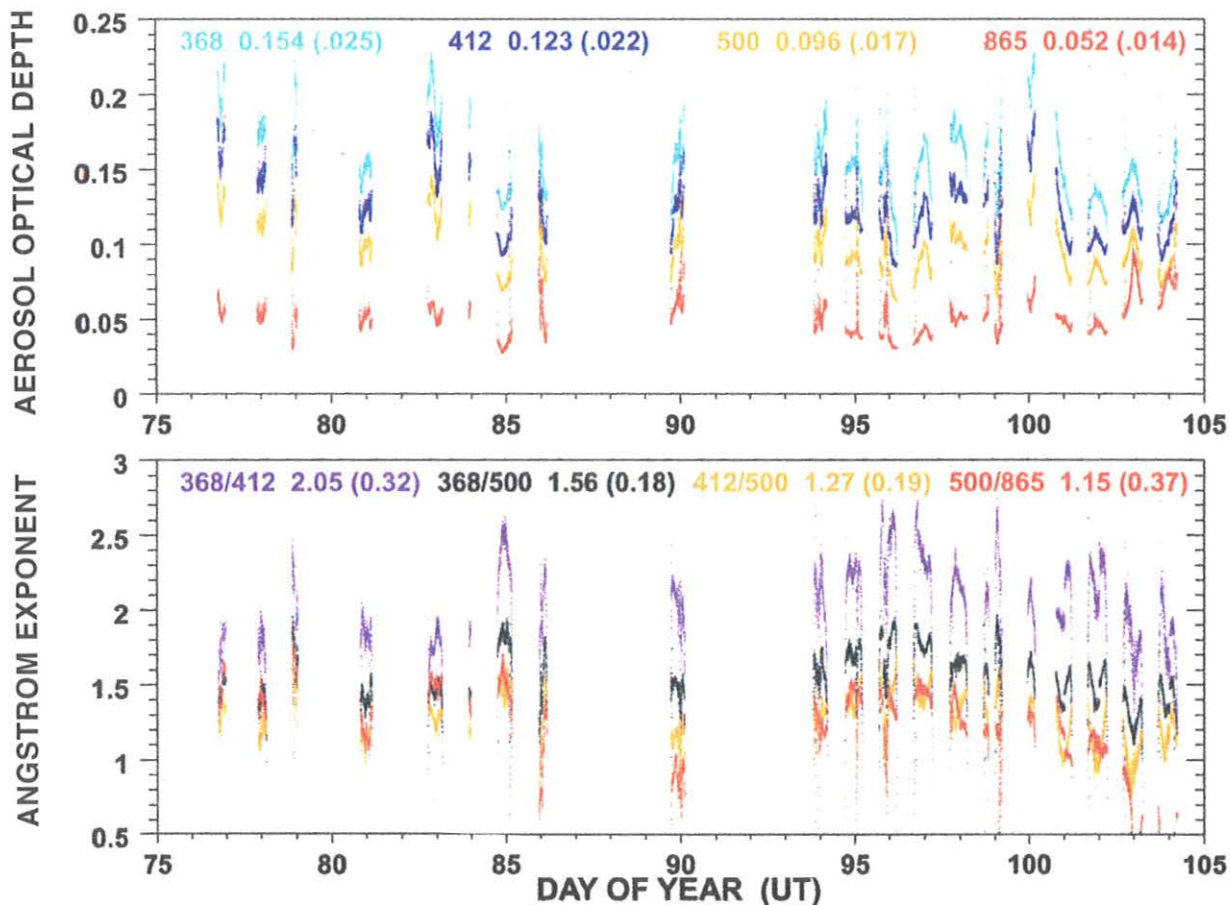 AEROSOL OPTICAL DEPTH
0.25
0.2
0.15
0.1
0.05
0
368 0.154 (.025) 412 0.123 (.022) 500 0.096 (.017) 865 0.052 (.014)
75 80 85 90 95 100 105
ANGSTROM EXPONENT
3
2.5
2
1.5
1
0.5
368/412 2.05 (0.32) 368/500 1.56 (0.18) 412/500 1.27 (0.19) 500/865 1.15 (0.37)
75 80 85 90 95 100 105
DAY OF YEAR (UT)